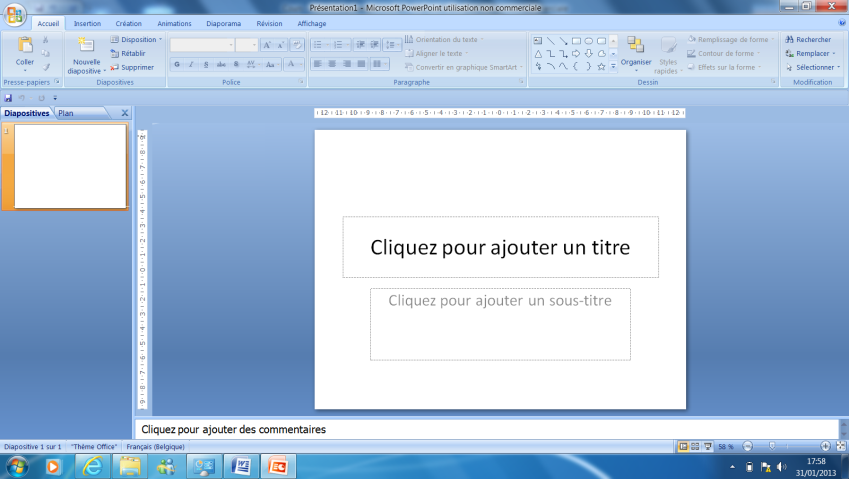 Présentation1 - Microsoft PowerPoint utilisation non commerciale
Accueil Insertion Création Animations Diaporama Révision Affichage
Coller
Nouvelle diapositive
Disposition
Rétablir
Supprimer
Orientation du texte
Aligner le texte
Convertir en graphique SmartArt
Organiser
Styles rapides
Remplissage de forme
Contour de forme
Effets sur la forme
Rechercher
Remplacer
Sélectionner
Presse-papiers Diapositives Police Paragraphe Dessin Modification
Diapositives Plan
1
Cliquez pour ajouter un titre
Cliquez pour ajouter un sous-titre
Cliquez pour ajouter des commentaires
Diapositive 1 sur 1 "Thème Office" Français (Belgique) 58 %
17:58
31/01/2013